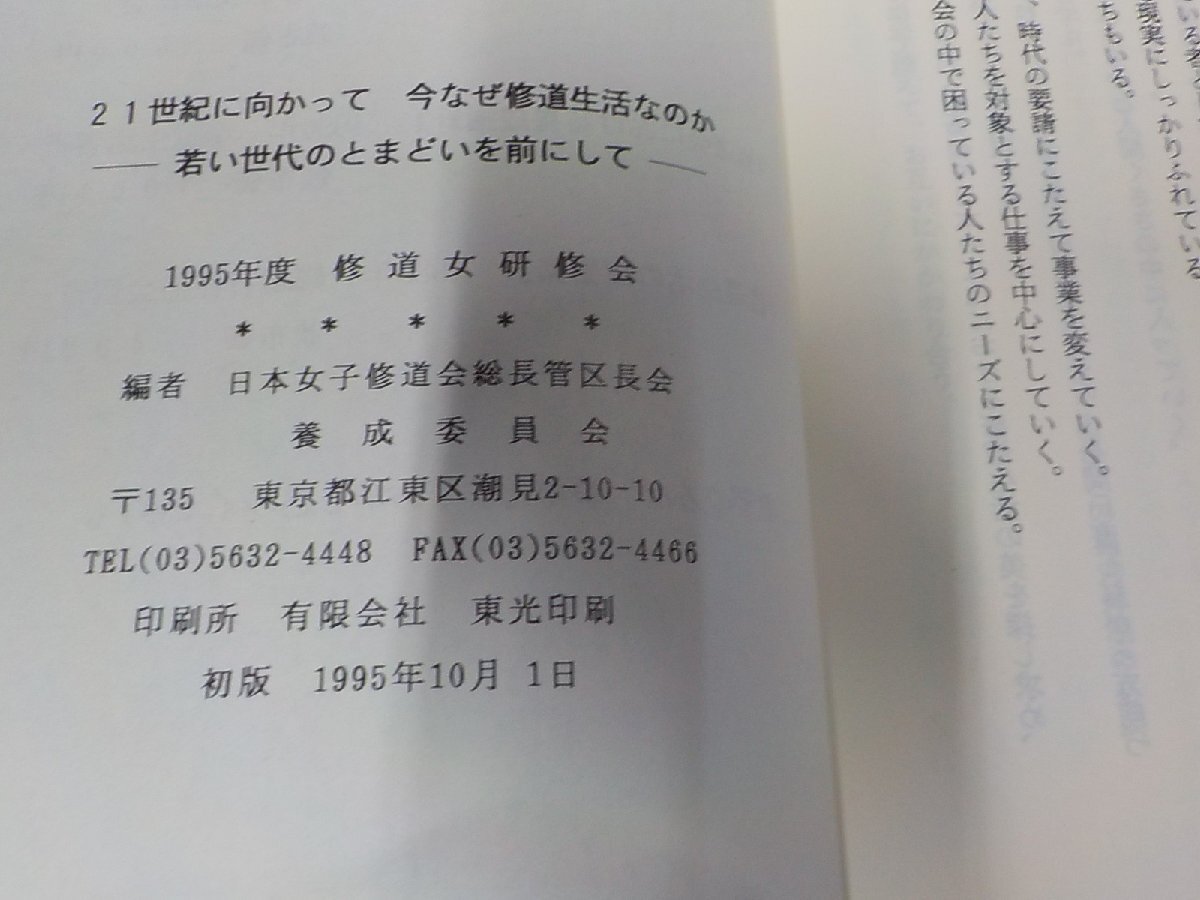 21世紀に向かって　今なぜ修道生活なのか
―― 若い世代のとまどいを前にして ――
1995年度　修道女研修会
＊　＊　＊　＊　＊
編者　日本女子修道会総長管区長会
養成委員会
〒135　東京都江東区潮見2-10-10
TEL(03)5632-4448　FAX(03)5632-4466
印刷所　有限会社　東光印刷
初版　1995年10月 1日
現実にしっかりふれている
ちもいる。
、時代の要請にこたえて事業を変えていく。
人たちを対象とする仕事を中心にしていく。
会の中で困っている人たちのニーズにこたえる。